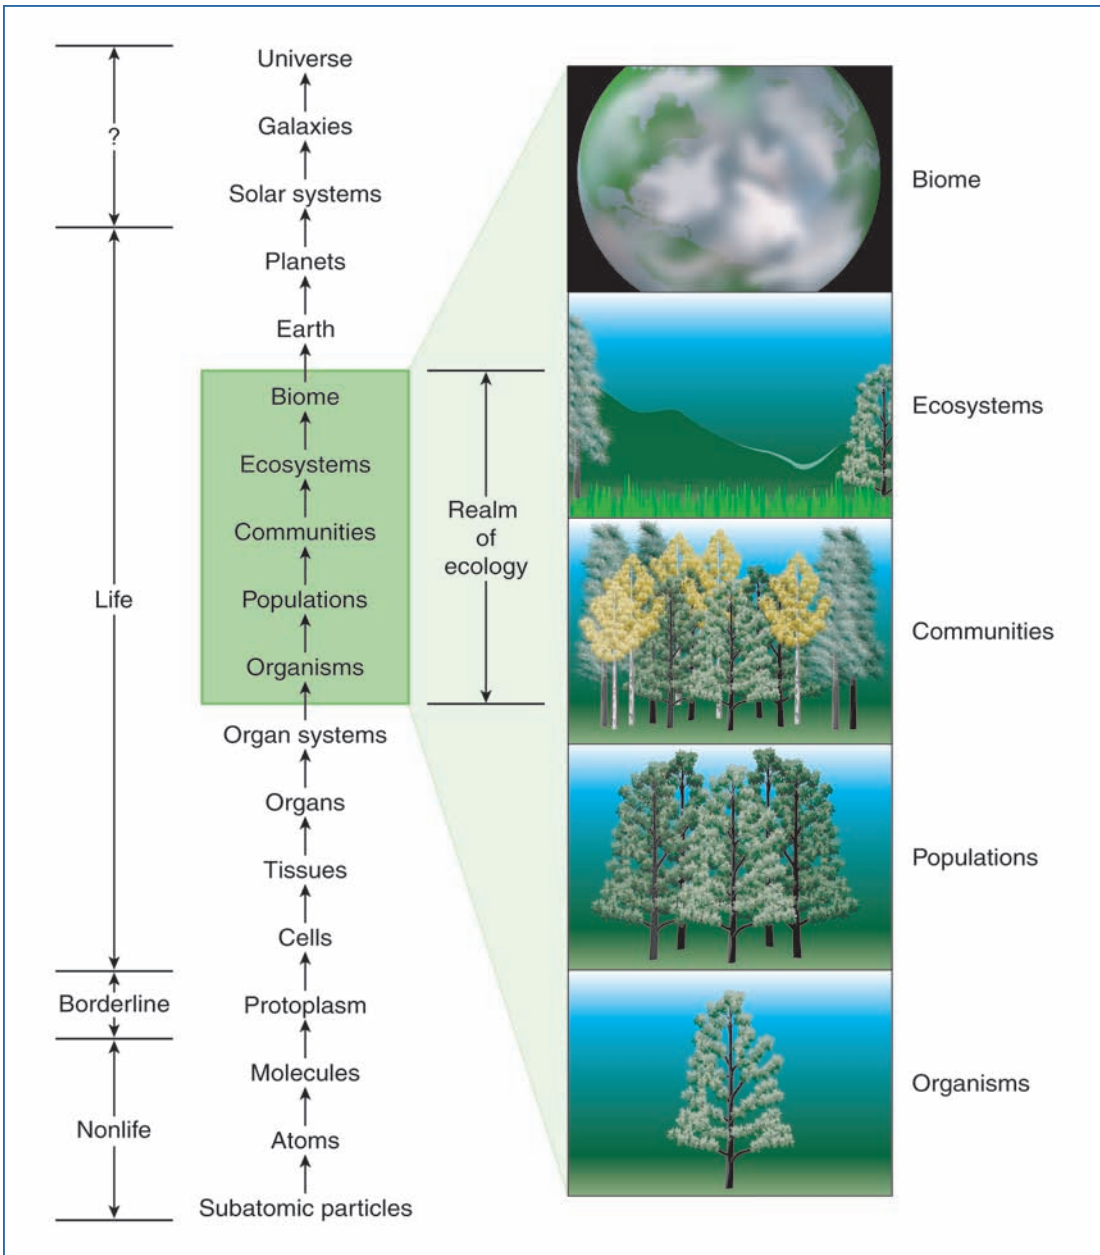 Universe
Galaxies
?
Solar systems
Planets
Earth
Biome
Ecosystems
Communities
Populations
Organisms
Realm
of
ecology
Life
Organ systems
Organs
Tissues
Cells
Borderline
Protoplasm
Molecules
Nonlife
Atoms
Subatomic particles
Biome
Ecosystems
Communities
Populations
Organisms